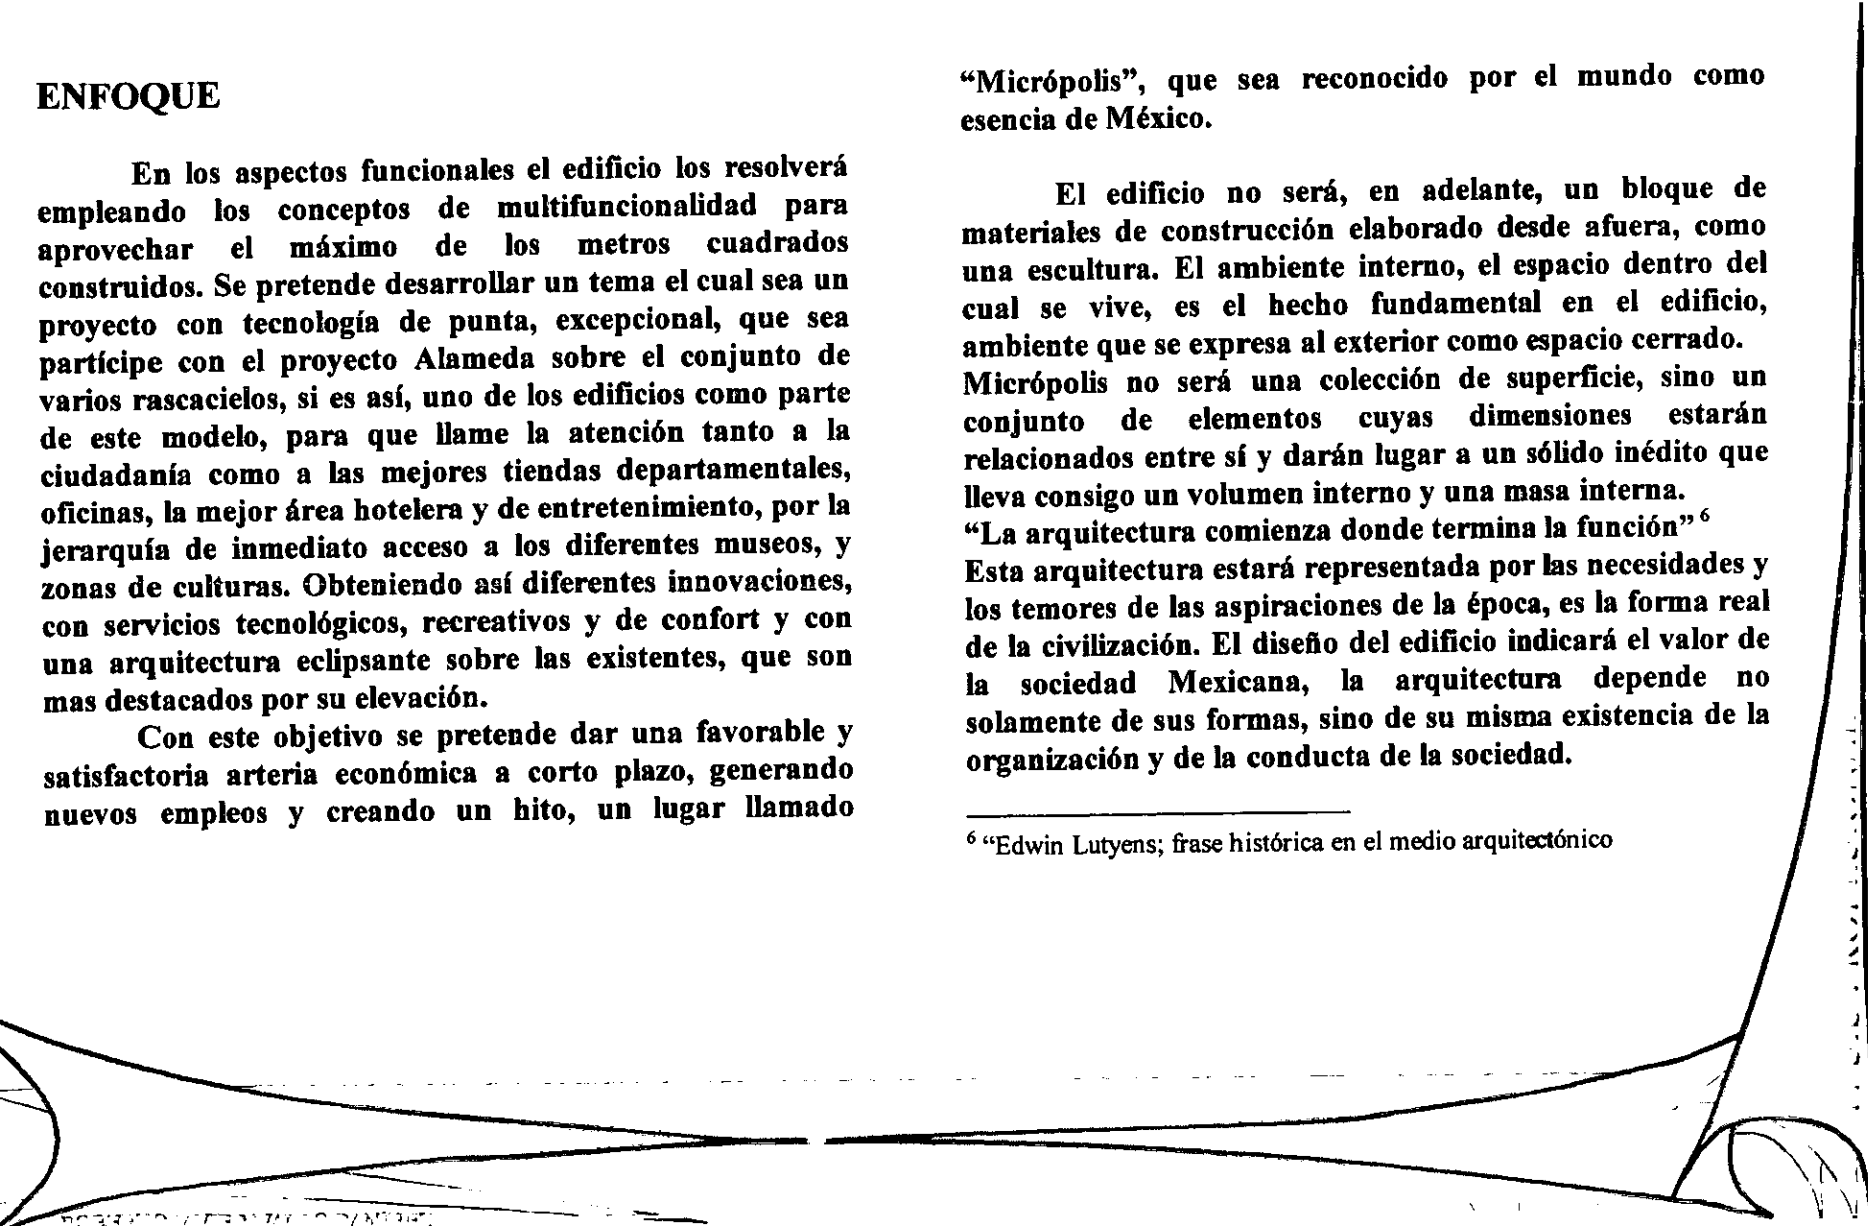 ENFOQUE
En los aspectos funcionales el edificio los resolverá
empleando los conceptos de multifuncionalidad para
aprovechar el máximo de los metros cuadrados
construidos. Se pretende desarrollar un tema el cual sea un
proyecto con tecnología de punta, excepcional, que sea
partícipe con el proyecto Alameda sobre el conjunto de
varios rascacielos, si es así, uno de los edificios como parte
de este modelo, para que llame la atención tanto a la
ciudadanía como a las mejores tiendas departamentales,
oficinas, la mejor área hotelera y de entretenimiento, por la
jerarquía de inmediato acceso a los diferentes museos, y
zonas de culturas. Obteniendo así diferentes innovaciones,
con servicios tecnológicos, recreativos y de confort y con
una arquitectura eclipsante sobre las existentes, que son
mas destacados por su elevación.
Con este objetivo se pretende dar una favorable y
satisfactoria arteria económica a corto plazo, generando
nuevos empleos y creando un hito, un lugar llamado
“Micrópolis”, que sea reconocido por el mundo como
esencia de México.
El edificio no será, en adelante, un bloque de
materiales de construcción elaborado desde afuera, como
una escultura. El ambiente interno, el espacio dentro del
cual se vive, es el hecho fundamental en el edificio,
ambiente que se expresa al exterior como espacio cerrado.
Micrópolis no será una colección de superficie, sino un
conjunto de elementos cuyas dimensiones estarán
relacionados entre sí y darán lugar a un sólido inédito que
lleva consigo un volumen interno y una masa interna.
“La arquitectura comienza donde termina la función” ⁶
Esta arquitectura estará representada por las necesidades y
los temores de las aspiraciones de la época, es la forma real
de la civilización. El diseño del edificio indicará el valor de
la sociedad Mexicana, la arquitectura depende no
solamente de sus formas, sino de su misma existencia de la
organización y de la conducta de la sociedad.
⁶ “Edwin Lutyens; frase histórica en el medio arquitectónico